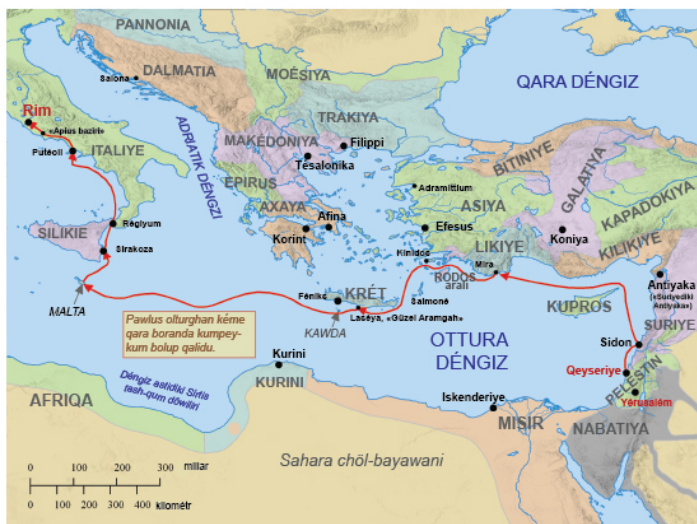 PANNONIA
DALMATIA
Salona
MOÉSIYA
QARA DÉNGIZ
Rim
«Apius baziri»
Putéoli
ITALIYE
ADRIATIK DÉNGZI
TRAKIYA
MAKÉDONIYA
Filippi
Tésalonika
EPIRUS
BITINIYE
GALATIYA
Adramittium
ASIYA
KAPADOKIYA
AXAYA
Afina
Korint
Efesus
Koniya
KILIKIYE
LIKIYE
Régiyum
SILIKIE
Sirakoza
Kinidos
Mira
RODOS
arali
Antiyaka
(«Suriyediki
Antiyaka»)
MALTA
Féniks
KRÉT
Salmoné
KUPROS
SURIYE
Laséya, «Güzel Aramgah»
KAWDA
Pawlus olturghan kéme
qara boranda kumpey-
kum bolup qalidu.
OTTURA
DÉNGIZ
Sidon
Qeyseriye
PELESTIN
Yérusalém
Kurini
KURINI
Déngiz astidiki Sirtis
tash-qum döwiliri
AFRIQA
Iskenderiye
MISIR
NABATIYA
Sahara chöl-bayawani
0 100 200 300 millar
0 100 200 300 400 kilométr